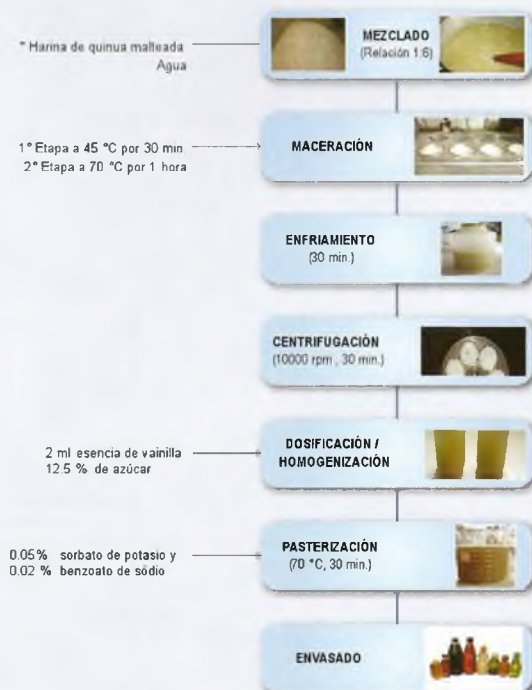 * Harina de quinua malteada
Agua
MEZCLADO
(Relación 1:6)
1° Etapa a 45 °C por 30 min
2° Etapa a 70 °C por 1 hora
MACERACIÓN
ENFRIAMIENTO
(30 min.)
CENTRIFUGACIÓN
(10000 rpm , 30 min.)
2 ml esencia de vainilla
12.5 % de azúcar
DOSIFICACIÓN /
HOMOGENIZACIÓN
0.05% sorbato de potasio y
0.02 % benzoato de sódio
PASTERIZACIÓN
(70 °C, 30 min.)
ENVASADO